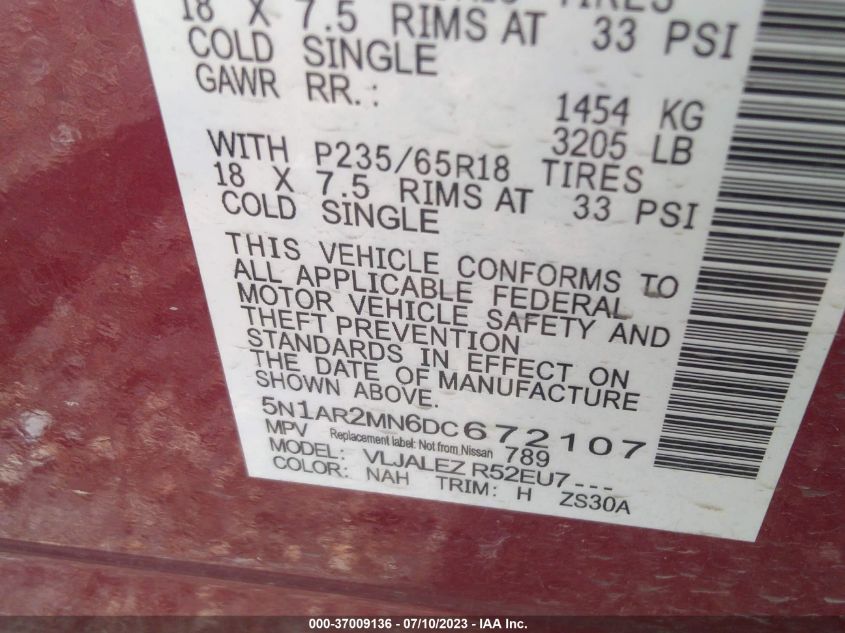 TIRES
18 X 7.5 RIMS AT 33 PSI
COLD SINGLE
GAWR RR.: 1454 KG
3205 LB
WITH P235/65R18 TIRES
18 X 7.5 RIMS AT 33 PSI
COLD SINGLE
THIS VEHICLE CONFORMS TO
ALL APPLICABLE FEDERAL
MOTOR VEHICLE SAFETY AND
THEFT PREVENTION
STANDARDS IN EFFECT ON
THE DATE OF MANUFACTURE
SHOWN ABOVE.
5N1AR2MN6DC672107
MPV Replacement label: Not from Nissan 789
MODEL: VLJALEZ R52EU7---
COLOR: NAH TRIM: H ZS30A
000-37009136 - 07/10/2023 - IAA Inc.